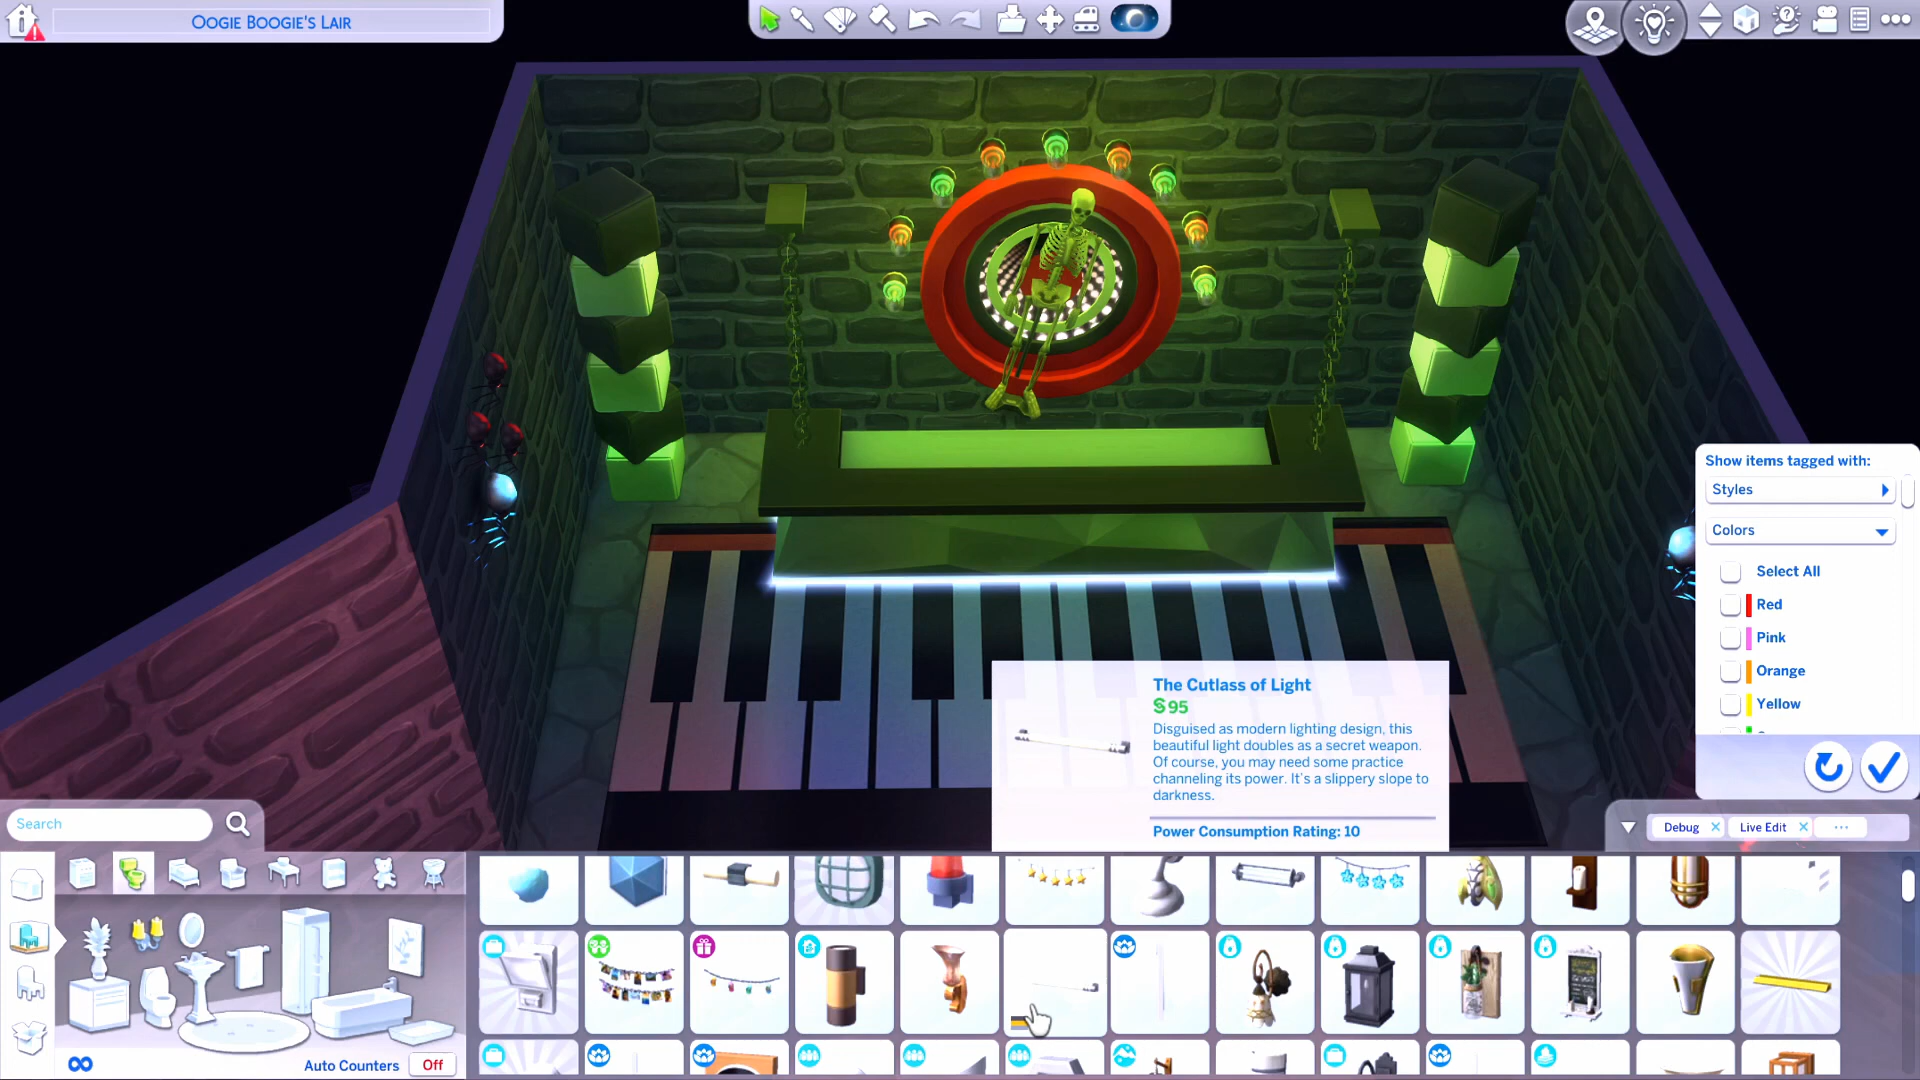 Oogie Boogie's Lair
Show items tagged with:
Styles
Colors
Select All
Red
Pink
Orange
Yellow
The Cutlass of Light
§95
Disguised as modern lighting design, this
beautiful light doubles as a secret weapon.
Of course, you may need some practice
channeling its power. It's a slippery slope to
darkness.
Power Consumption Rating: 10
Search
Debug
Live Edit
...
Auto Counters
Off